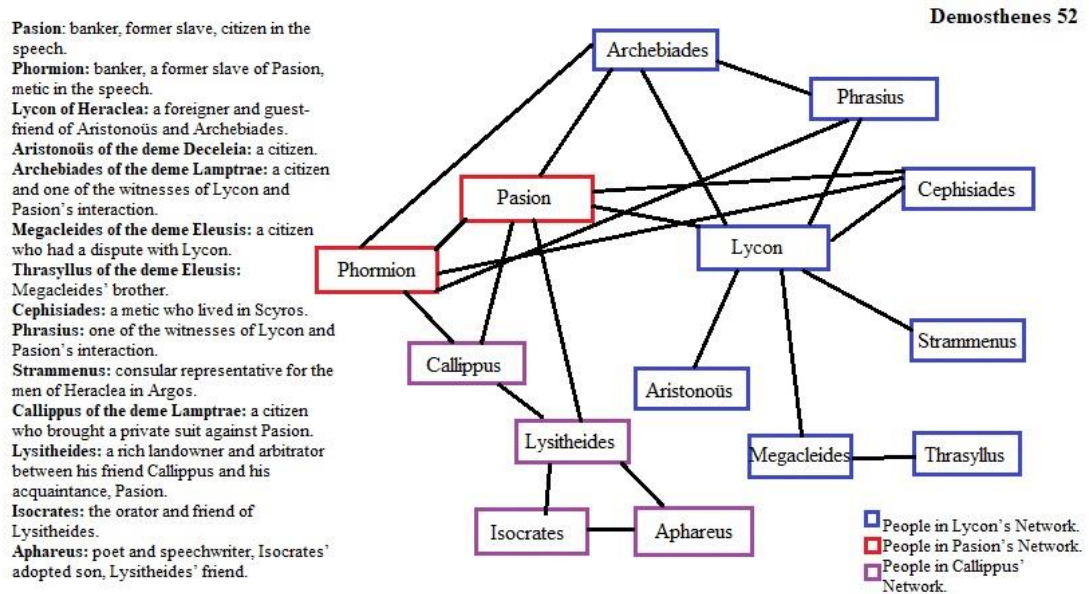 Demosthenes 52
Pasion: banker, former slave, citizen in the
speech.
Phormion: banker, a former slave of Pasion,
metic in the speech.
Lycon of Heraclea: a foreigner and guest-
friend of Aristonoüs and Archebiades.
Aristonoüs of the deme Deceleia: a citizen.
Archebiades of the deme Lamptrae: a citizen
and one of the witnesses of Lycon and
Pasion's interaction.
Megacleides of the deme Eleusis: a citizen
who had a dispute with Lycon.
Thrasyllus of the deme Eleusis:
Megacleides' brother.
Cephisiades: a metic who lived in Scyros.
Phrasius: one of the witnesses of Lycon and
Pasion's interaction.
Strammenus: consular representative for the
men of Heraclea in Argos.
Callippus of the deme Lamptrae: a citizen
who brought a private suit against Pasion.
Lysitheides: a rich landowner and arbitrator
between his friend Callippus and his
acquaintance, Pasion.
Isocrates: the orator and friend of
Lysitheides.
Aphareus: poet and speechwriter, Isocrates'
adopted son, Lysitheides' friend.
Archebiades
Phrasius
Cephisiades
Pasion
Lycon
Phormion
Strammenus
Callippus
Aristonoüs
Lysitheides
Megacleides
Thrasyllus
Isocrates
Aphareus
People in Lycon's Network.
People in Pasion's Network.
People in Callippus'
Network.